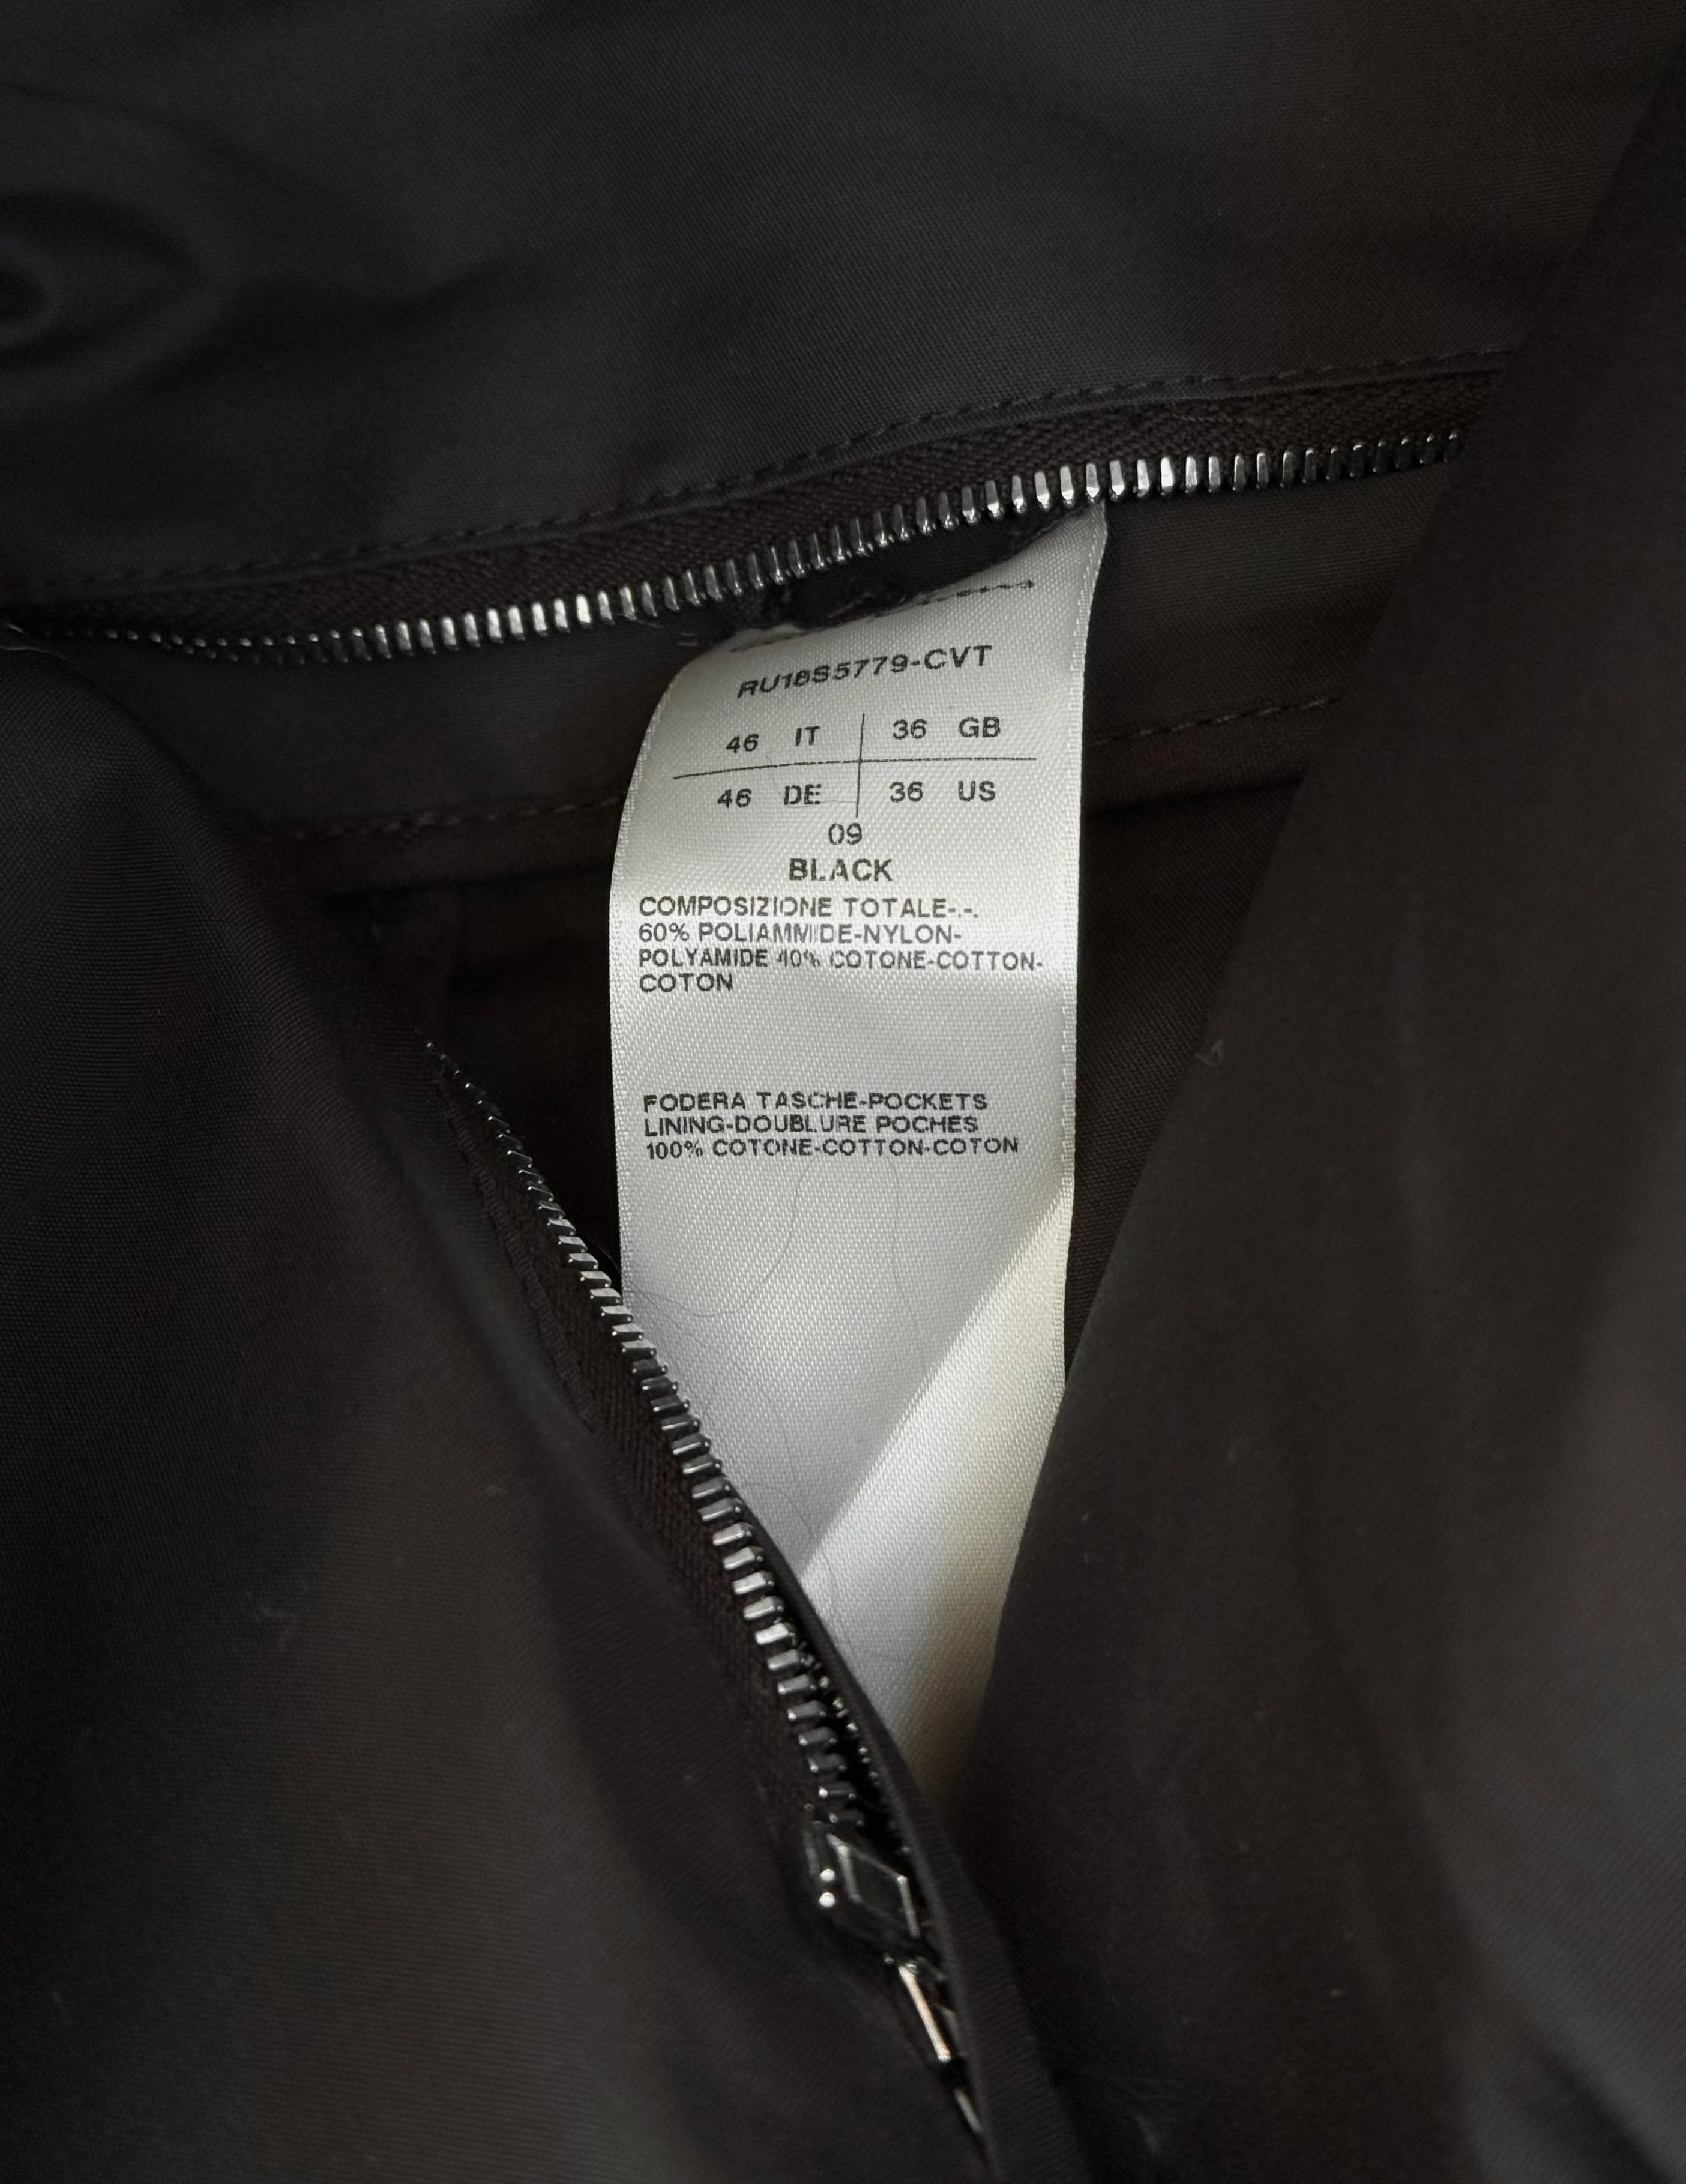 RU18S5779-CVT
46 IT 36 GB
46 DE 36 US
09
BLACK
COMPOSIZIONE TOTALE-.-.
60% POLIAMMIDE-NYLON-
POLYAMIDE 40% COTONE-COTTON-
COTON
FODERA TASCHE-POCKETS
LINING-DOUBLURE POCHES
100% COTONE-COTTON-COTON